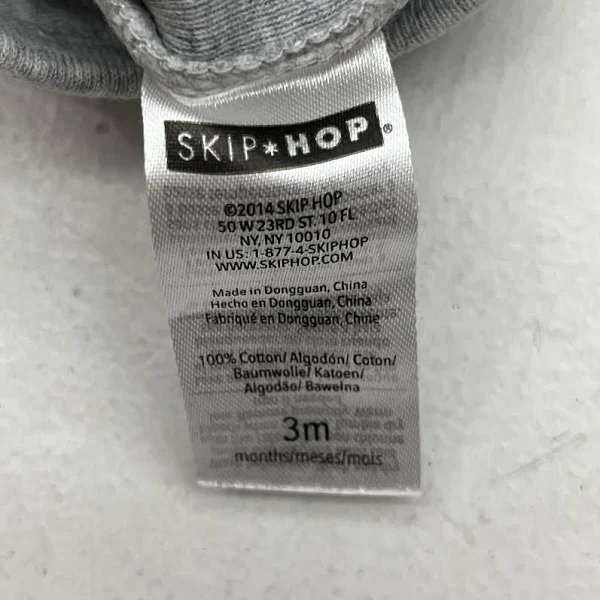 SKIP*HOP®
©2014 SKIP HOP
50 W 23RD ST. 10 FL
NY, NY 10010
IN US: 1-877-4-SKIPHOP
WWW.SKIPHOP.COM
Made in Dongguan, China
Hecho en Dongguan, China
Fabriqué en Dongguan, Chine
100% Cotton/ Algodón/ Coton/
Baumwolle/ Katoen/
Algodão/ Bawełna
3m
months/meses/mois